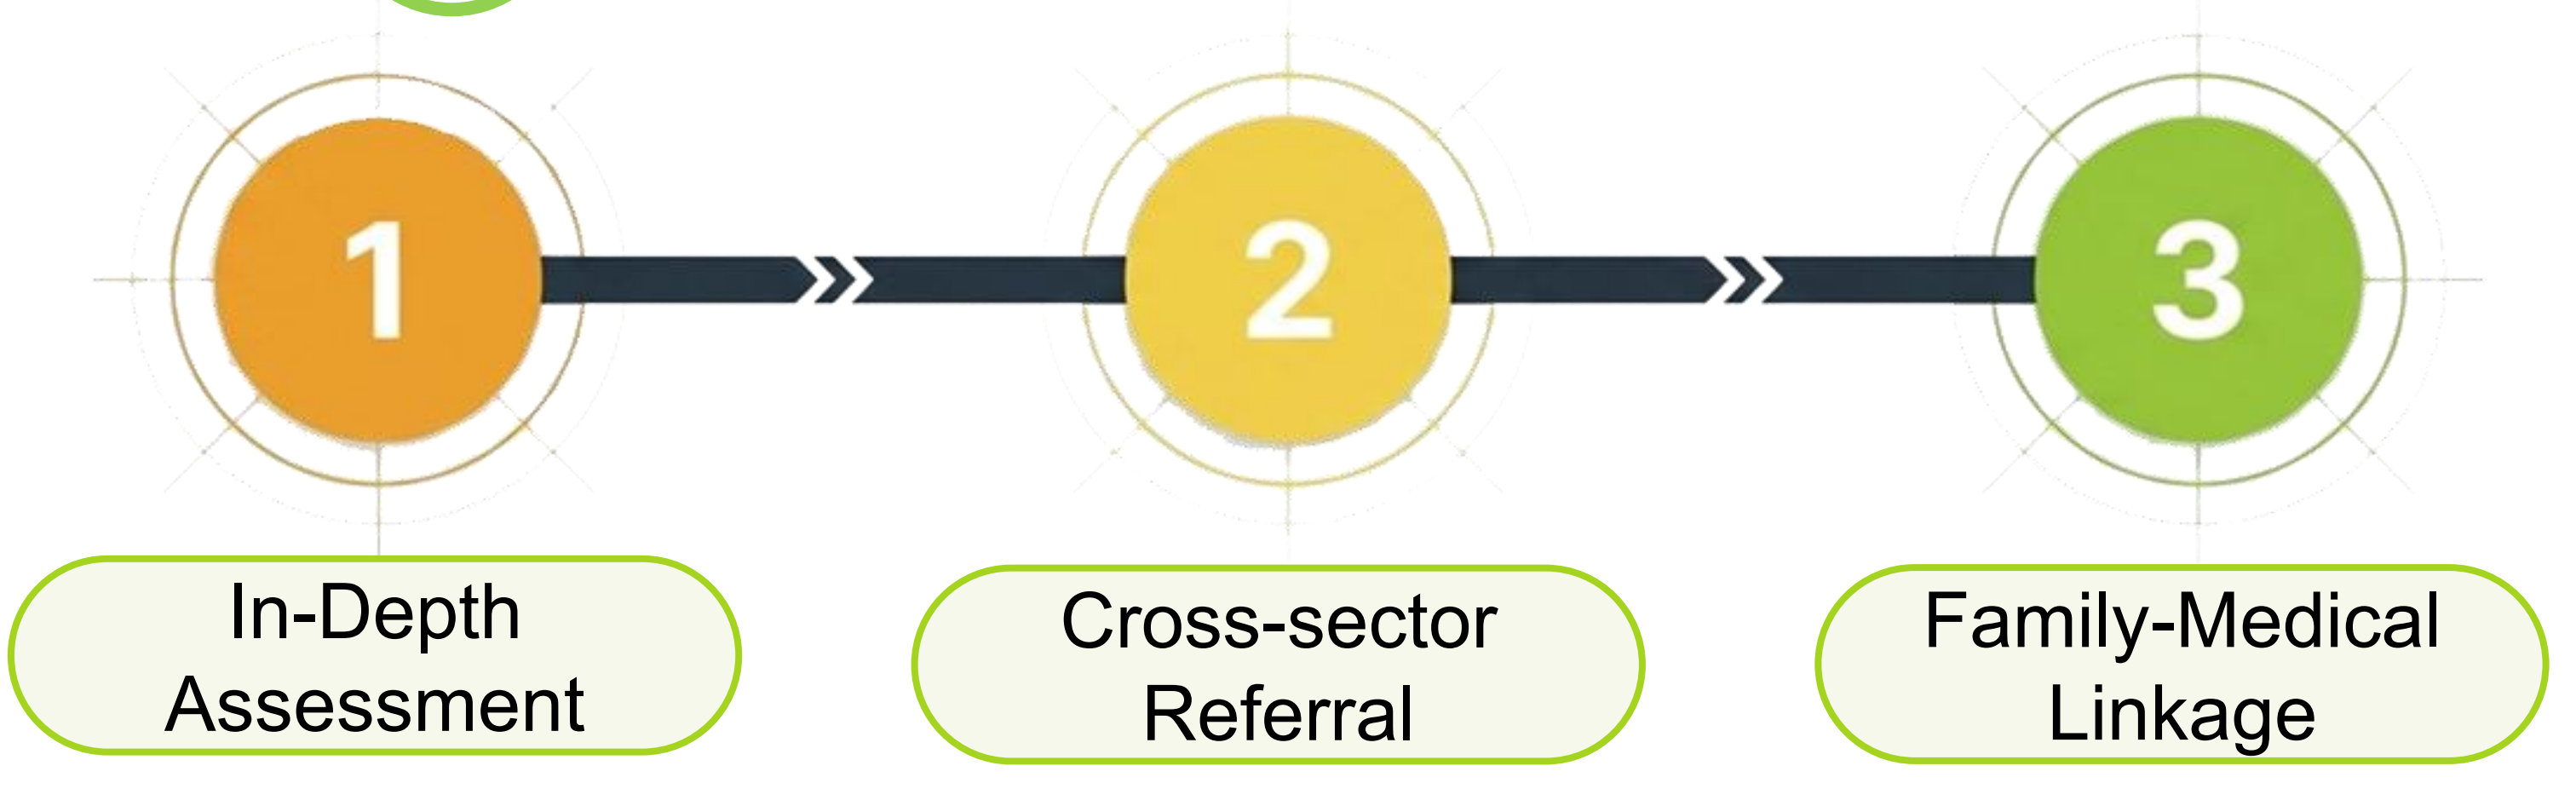 1
2
3
In-Depth
Assessment
Cross-sector
Referral
Family-Medical
Linkage